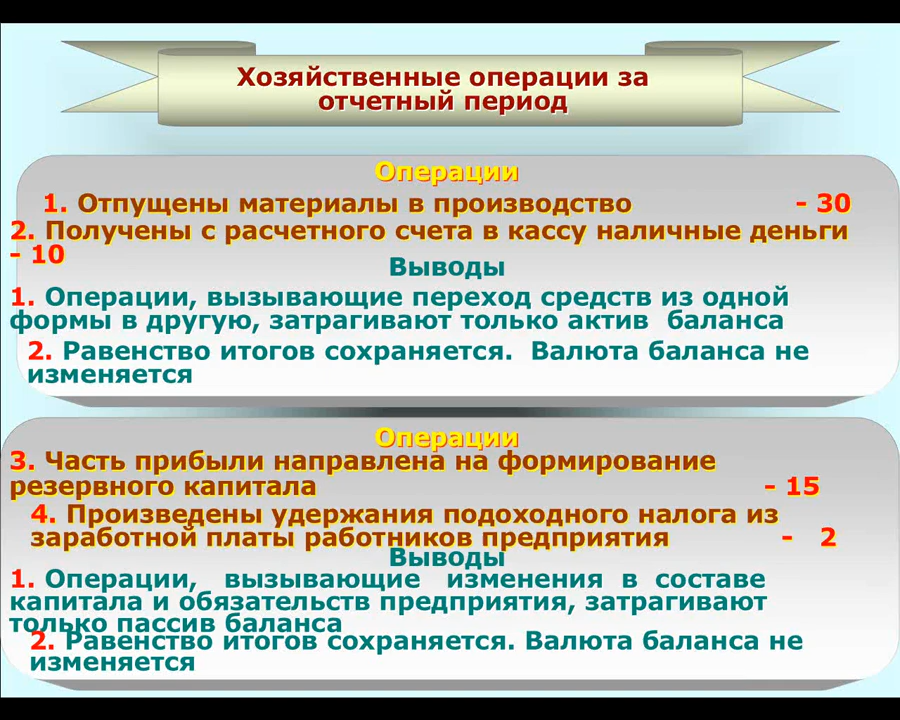 Хозяйственные операции за
отчетный период
Операции
1. Отпущены материалы в производство - 30
2. Получены с расчетного счета в кассу наличные деньги
- 10
Выводы
1. Операции, вызывающие переход средств из одной
формы в другую, затрагивают только актив баланса
2. Равенство итогов сохраняется. Валюта баланса не
изменяется
Операции
3. Часть прибыли направлена на формирование
резервного капитала - 15
4. Произведены удержания подоходного налога из
заработной платы работников предприятия - 2
Выводы
1. Операции, вызывающие изменения в составе
капитала и обязательств предприятия, затрагивают
только пассив баланса
2. Равенство итогов сохраняется. Валюта баланса не
изменяется